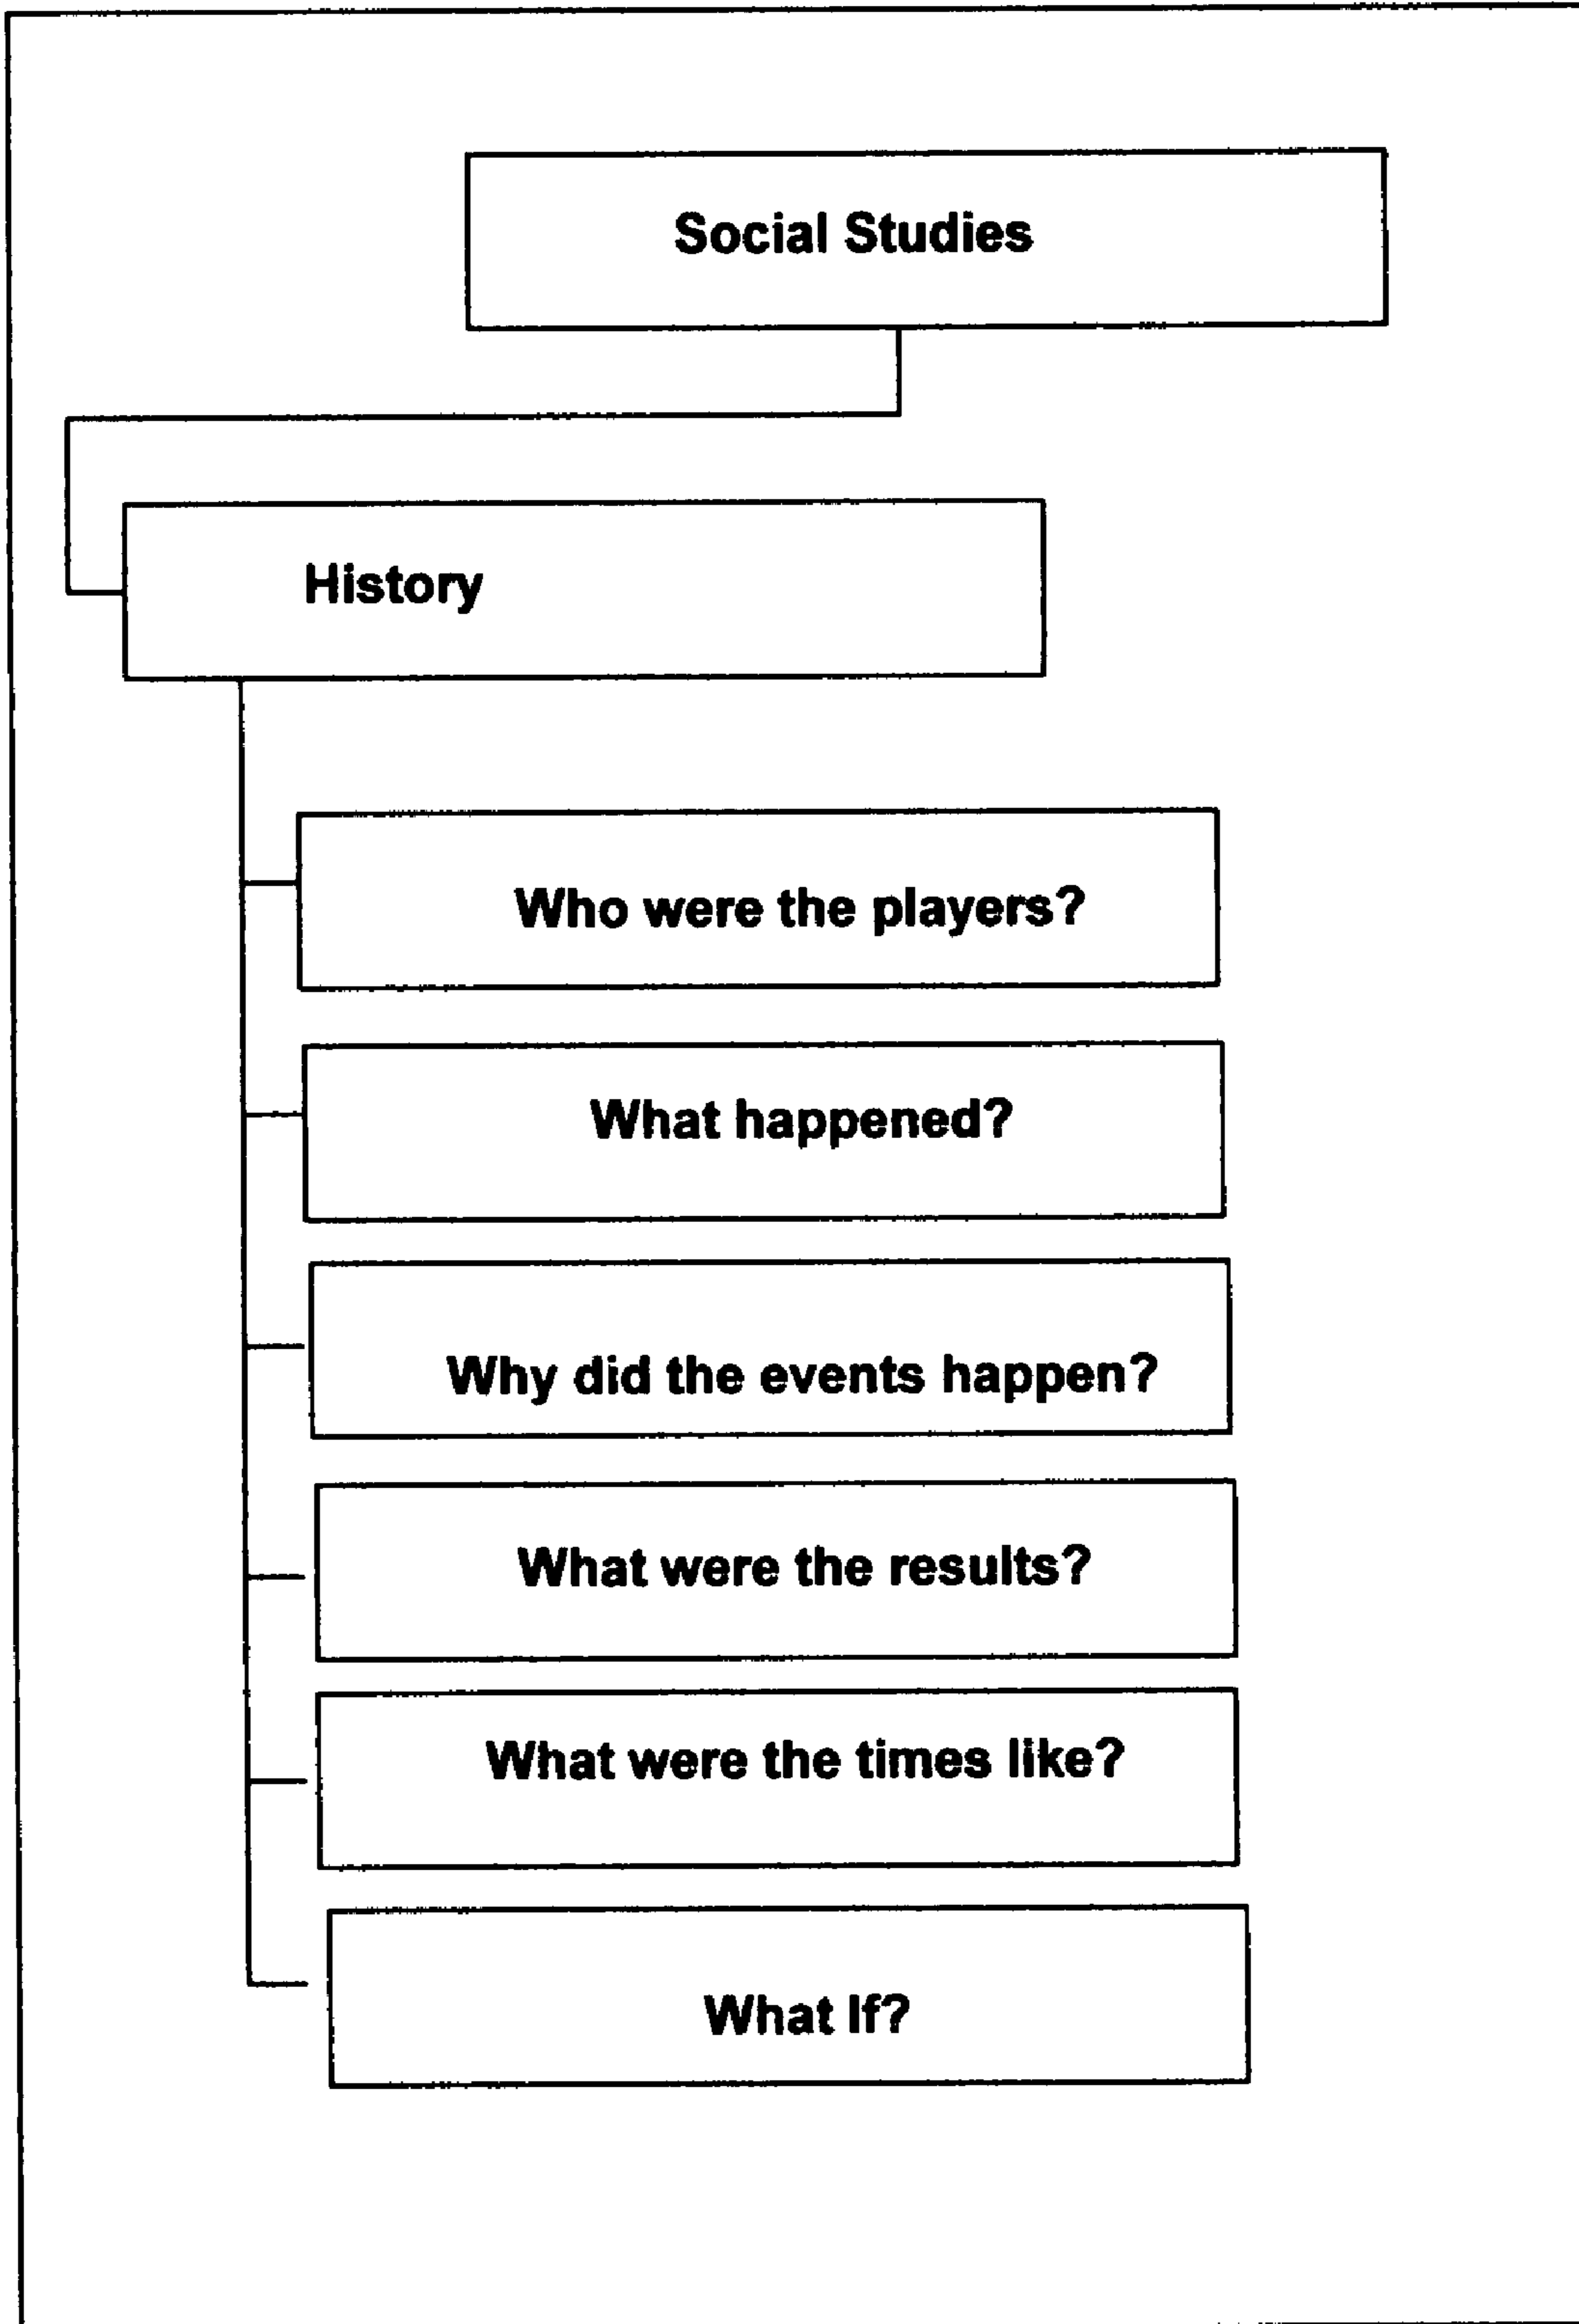 Social Studies
History
Who were the players?
What happened?
Why did the events happen?
What were the results?
What were the times like?
What If?